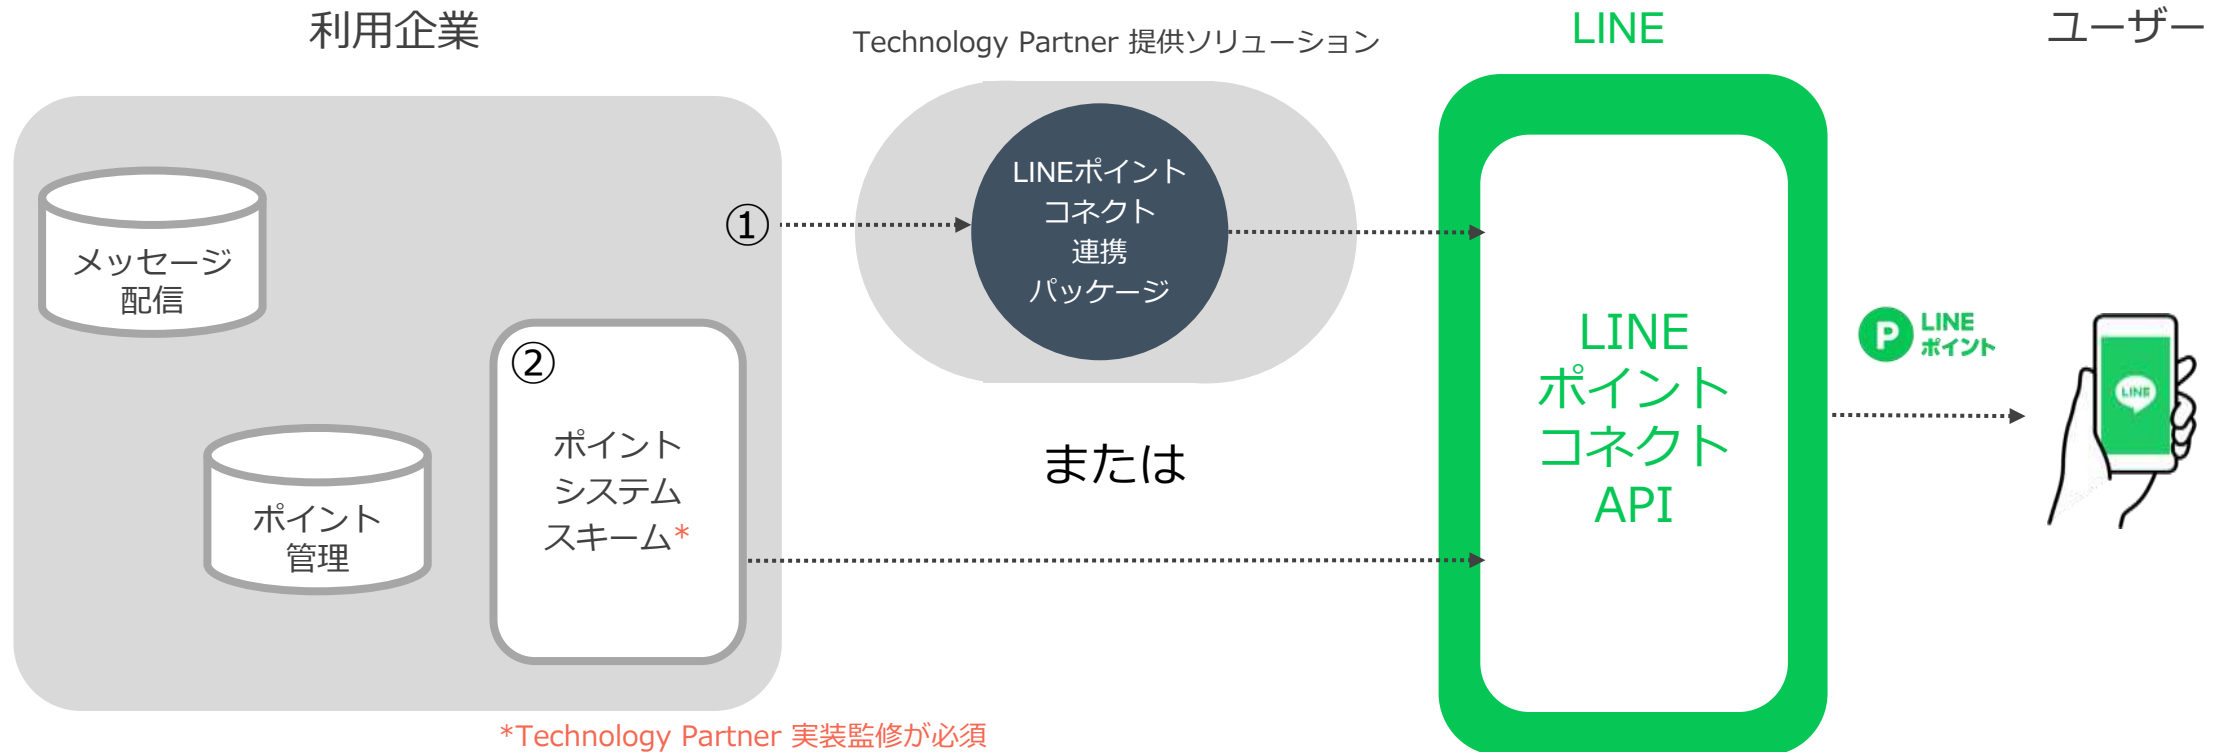 利用企業
Technology Partner 提供ソリューション
LINE
ユーザー
メッセージ
配信
ポイント
管理
①
②
ポイント
システム
スキーム*
*Technology Partner 実装監修が必須
LINEポイント
コネクト
連携
パッケージ
または
LINE
ポイント
コネクト
API
P
LINE
ポイント
LINE